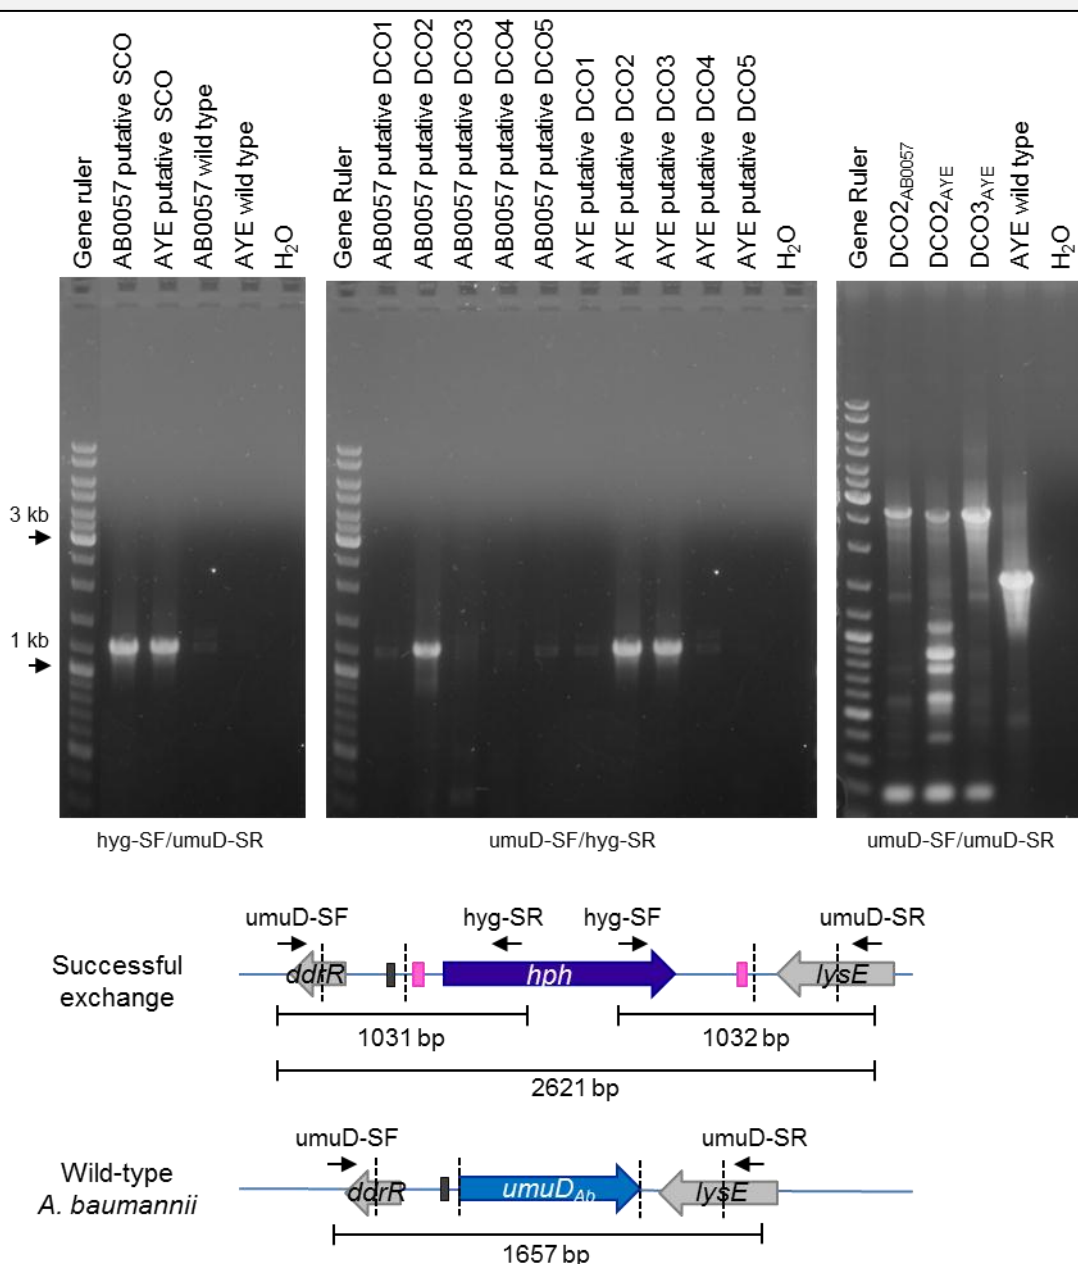 Gene ruler
AB0057 putative SCO
AYE putative SCO
AB0057 wild type
AYE wild type
H2O
Gene Ruler
AB0057 putative DCO1
AB0057 putative DCO2
AB0057 putative DCO3
AB0057 putative DCO4
AB0057 putative DCO5
AYE putative DCO1
AYE putative DCO2
AYE putative DCO3
AYE putative DCO4
AYE putative DCO5
H2O
Gene Ruler
DCO2AB0057
DCO2AYE
DCO3AYE
AYE wild type
H2O
3 kb
1 kb
hyg-SF/umuD-SR
umuD-SF/hyg-SR
umuD-SF/umuD-SR
umuD-SF
hyg-SR
hyg-SF
umuD-SR
Successful
exchange
ddrR
hph
lysE
1031 bp
1032 bp
2621 bp
umuD-SF
umuD-SR
Wild-type
A. baumannii
ddrR
umuDAb
lysE
1657 bp